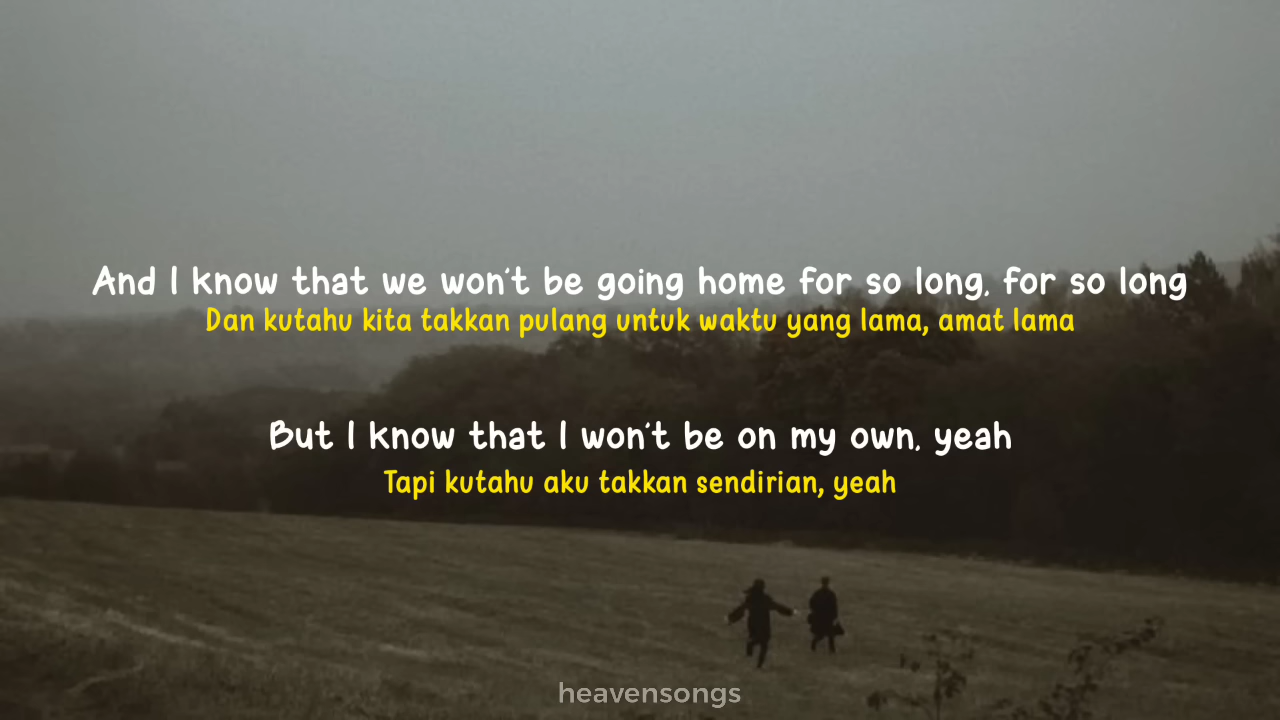 And I know that we won't be going home for so long, for so long
Dan kutahu kita takkan pulang untuk waktu yang lama, amat lama
But I know that I won't be on my own, yeah
Tapi kutahu aku takkan sendirian, yeah
heavensongs